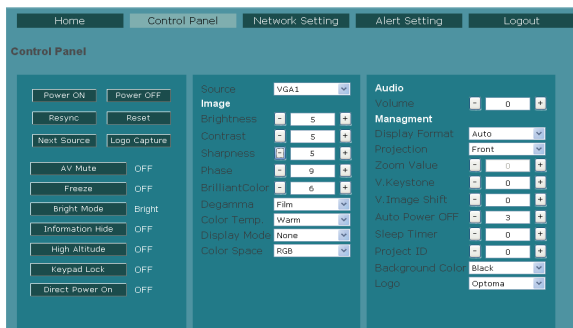 Home Control Panel Network Setting Alert Setting Logout
Control Panel
Power ON Power OFF
Resync Reset
Next Source Logo Capture
AV Mute OFF
Freeze OFF
Bright Mode Bright
Information Hide OFF
High Altitude OFF
Keypad Lock OFF
Direct Power On OFF
Source VGA1
Image
Brightness - 5 +
Contrast - 5 +
Sharpness - 5 +
Phase - 9 +
BrilliantColor - 6 +
Degamma Film
Color Temp. Warm
Display Mode None
Color Space RGB
Audio
Volume - 0 +
Managment
Display Format Auto
Projection Front
Zoom Value - 0 +
V.Keystone - 0 +
V.Image Shift - 0 +
Auto Power OFF - 3 +
Sleep Timer - 0 +
Project ID - 0 +
Background Color Black
Logo Optoma